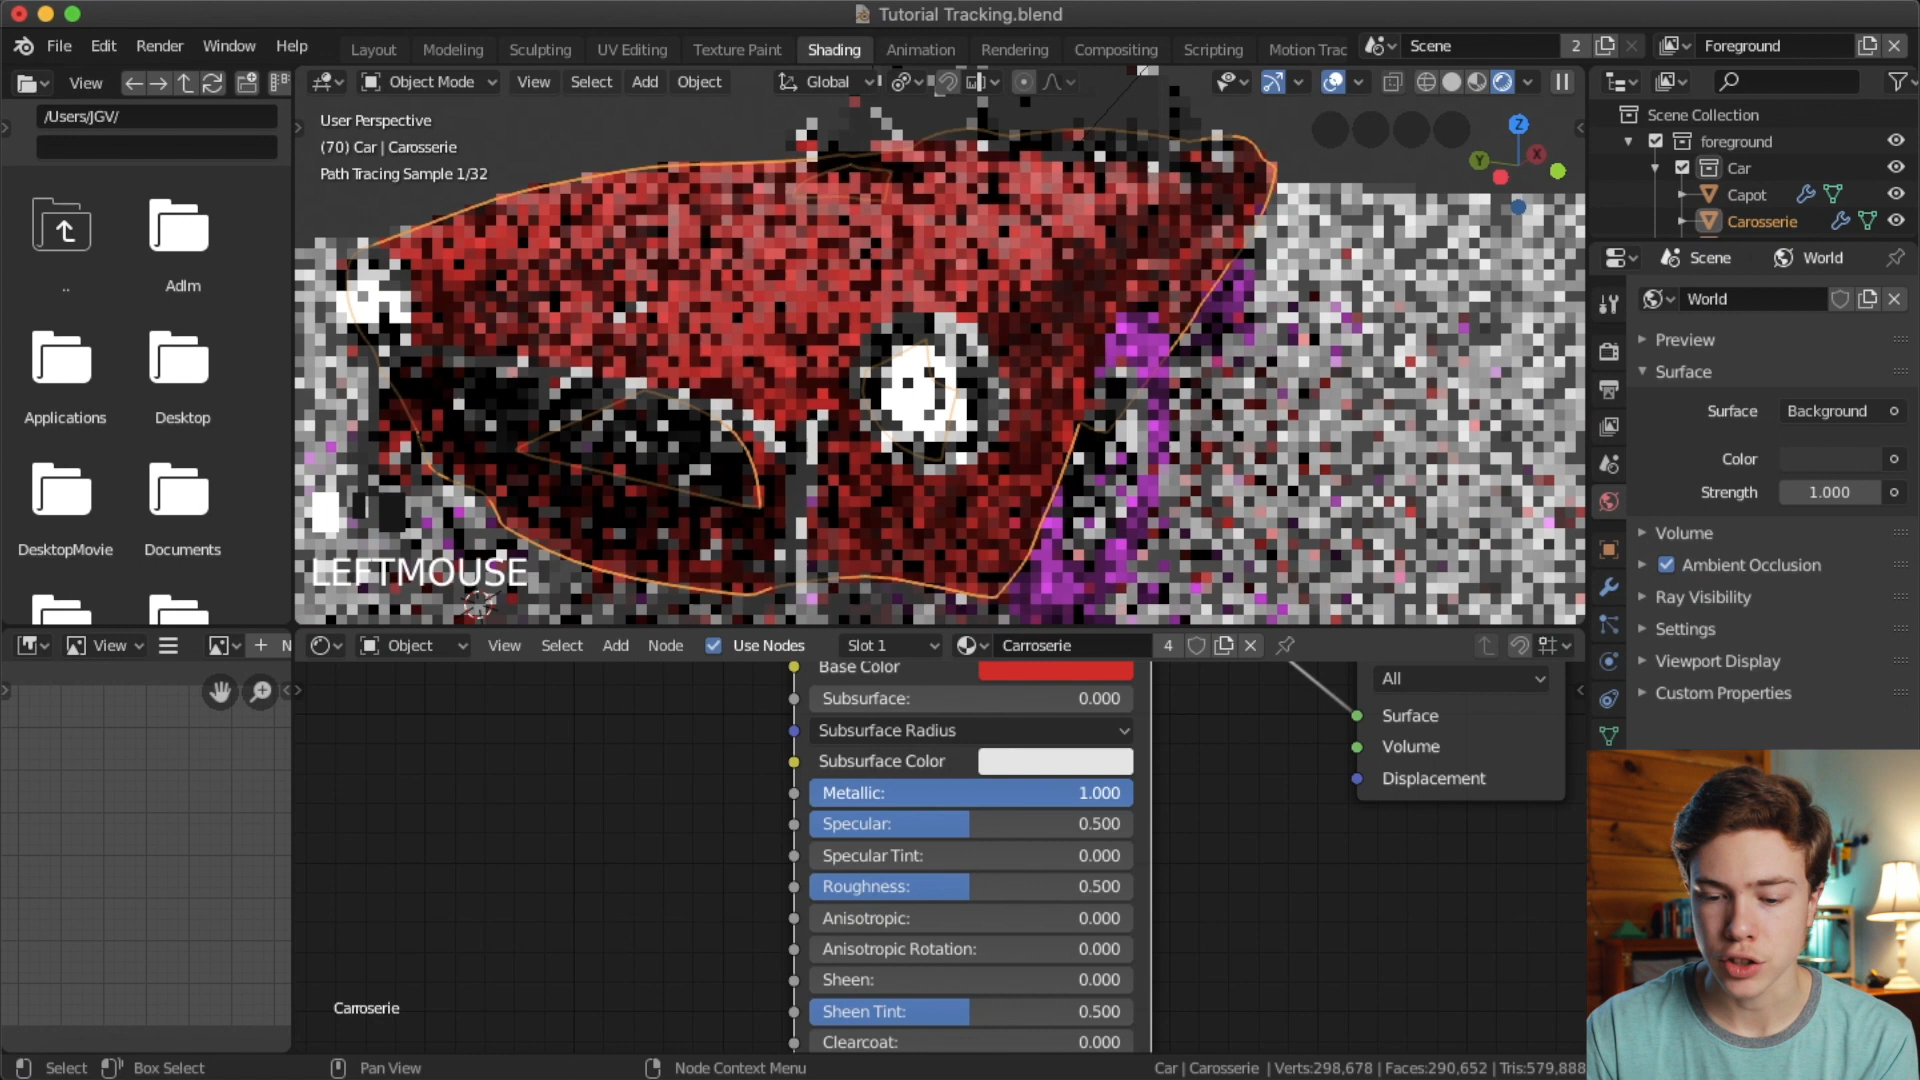 Tutorial Tracking.blend
File Edit Render Window Help
Layout Modeling Sculpting UV Editing Texture Paint Shading Animation Rendering Compositing Scripting Motion Trac
Scene 2 Foreground
View
Object Mode View Select Add Object Global
/Users/JGV/
User Perspective
(70) Car | Carosserie
Path Tracing Sample 1/32
Z
Y
X
Scene Collection
foreground
Car
Capot
Carosserie
Scene World
World
Preview
Surface
Surface Background
Color
Strength 1.000
Volume
Ambient Occlusion
Ray Visibility
Settings
Viewport Display
Custom Properties
..
Adlm
Applications
Desktop
DesktopMovie
Documents
LEFTMOUSE
View N
Object View Select Add Node Use Nodes Slot 1 Carroserie 4
Base Color
Subsurface: 0.000
Subsurface Radius
Subsurface Color
Metallic: 1.000
Specular: 0.500
Specular Tint: 0.000
Roughness: 0.500
Anisotropic: 0.000
Anisotropic Rotation: 0.000
Sheen: 0.000
Sheen Tint: 0.500
Clearcoat: 0.000
All
Surface
Volume
Displacement
Carroserie
Select Box Select Pan View Node Context Menu Car | Carosserie | Verts:298,678 | Faces:290,652 | Tris:579,888